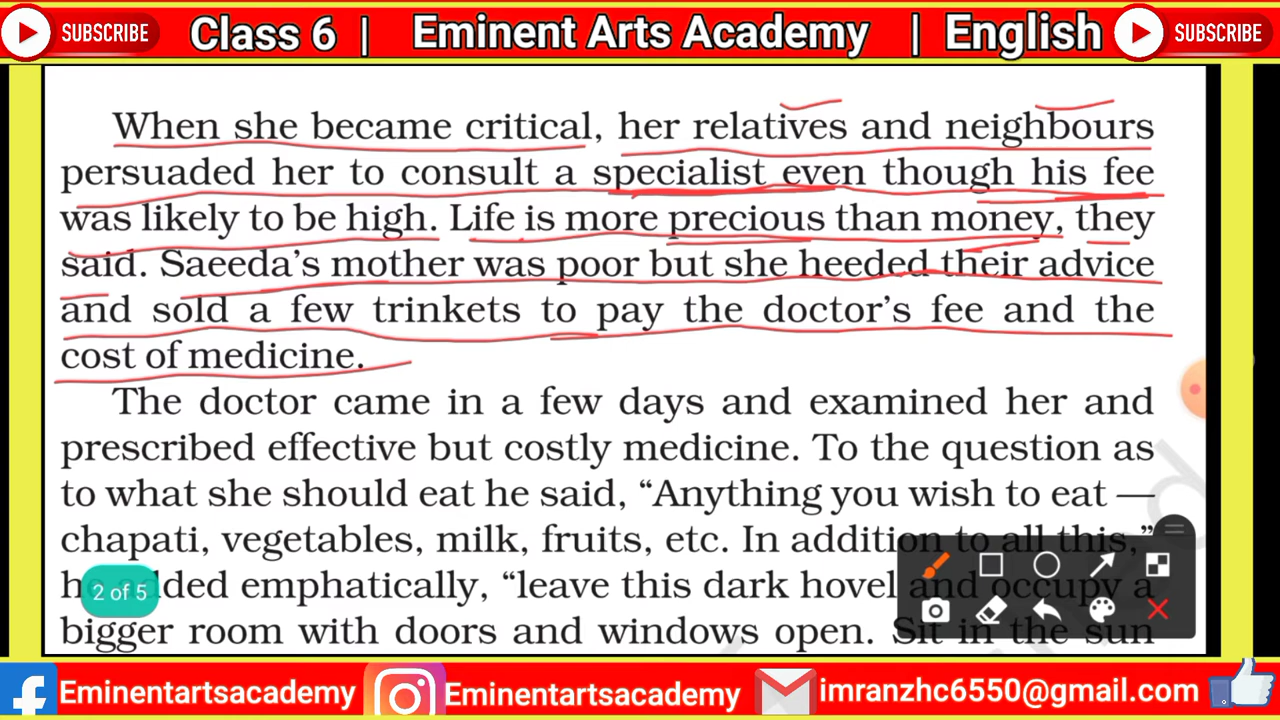 SUBSCRIBE Class 6 | Eminent Arts Academy | English SUBSCRIBE
When she became critical, her relatives and neighbours
persuaded her to consult a specialist even though his fee
was likely to be high. Life is more precious than money, they
said. Saeeda's mother was poor but she heeded their advice
and sold a few trinkets to pay the doctor's fee and the
cost of medicine.
The doctor came in a few days and examined her and
prescribed effective but costly medicine. To the question as
to what she should eat he said, “Anything you wish to eat —
chapati, vegetables, milk, fruits, etc. In addition to all this,”
he added emphatically, “leave this dark hovel and occupy a
2 of 5
bigger room with doors and windows open. Sit in the sun
Eminentartsacademy Eminentartsacademy imranzhc6550@gmail.com